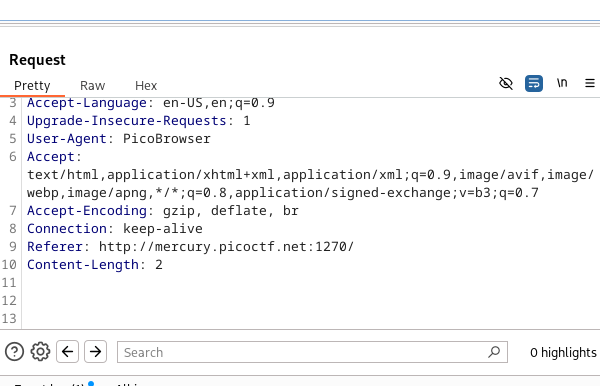 Request
Pretty Raw Hex \n
3 Accept-Language: en-US,en;q=0.9
4 Upgrade-Insecure-Requests: 1
5 User-Agent: PicoBrowser
6 Accept:
text/html,application/xhtml+xml,application/xml;q=0.9,image/avif,image/
webp,image/apng,*/*;q=0.8,application/signed-exchange;v=b3;q=0.7
7 Accept-Encoding: gzip, deflate, br
8 Connection: keep-alive
9 Referer: http://mercury.picoctf.net:1270/
10 Content-Length: 2
11
12
13
Search 0 highlights